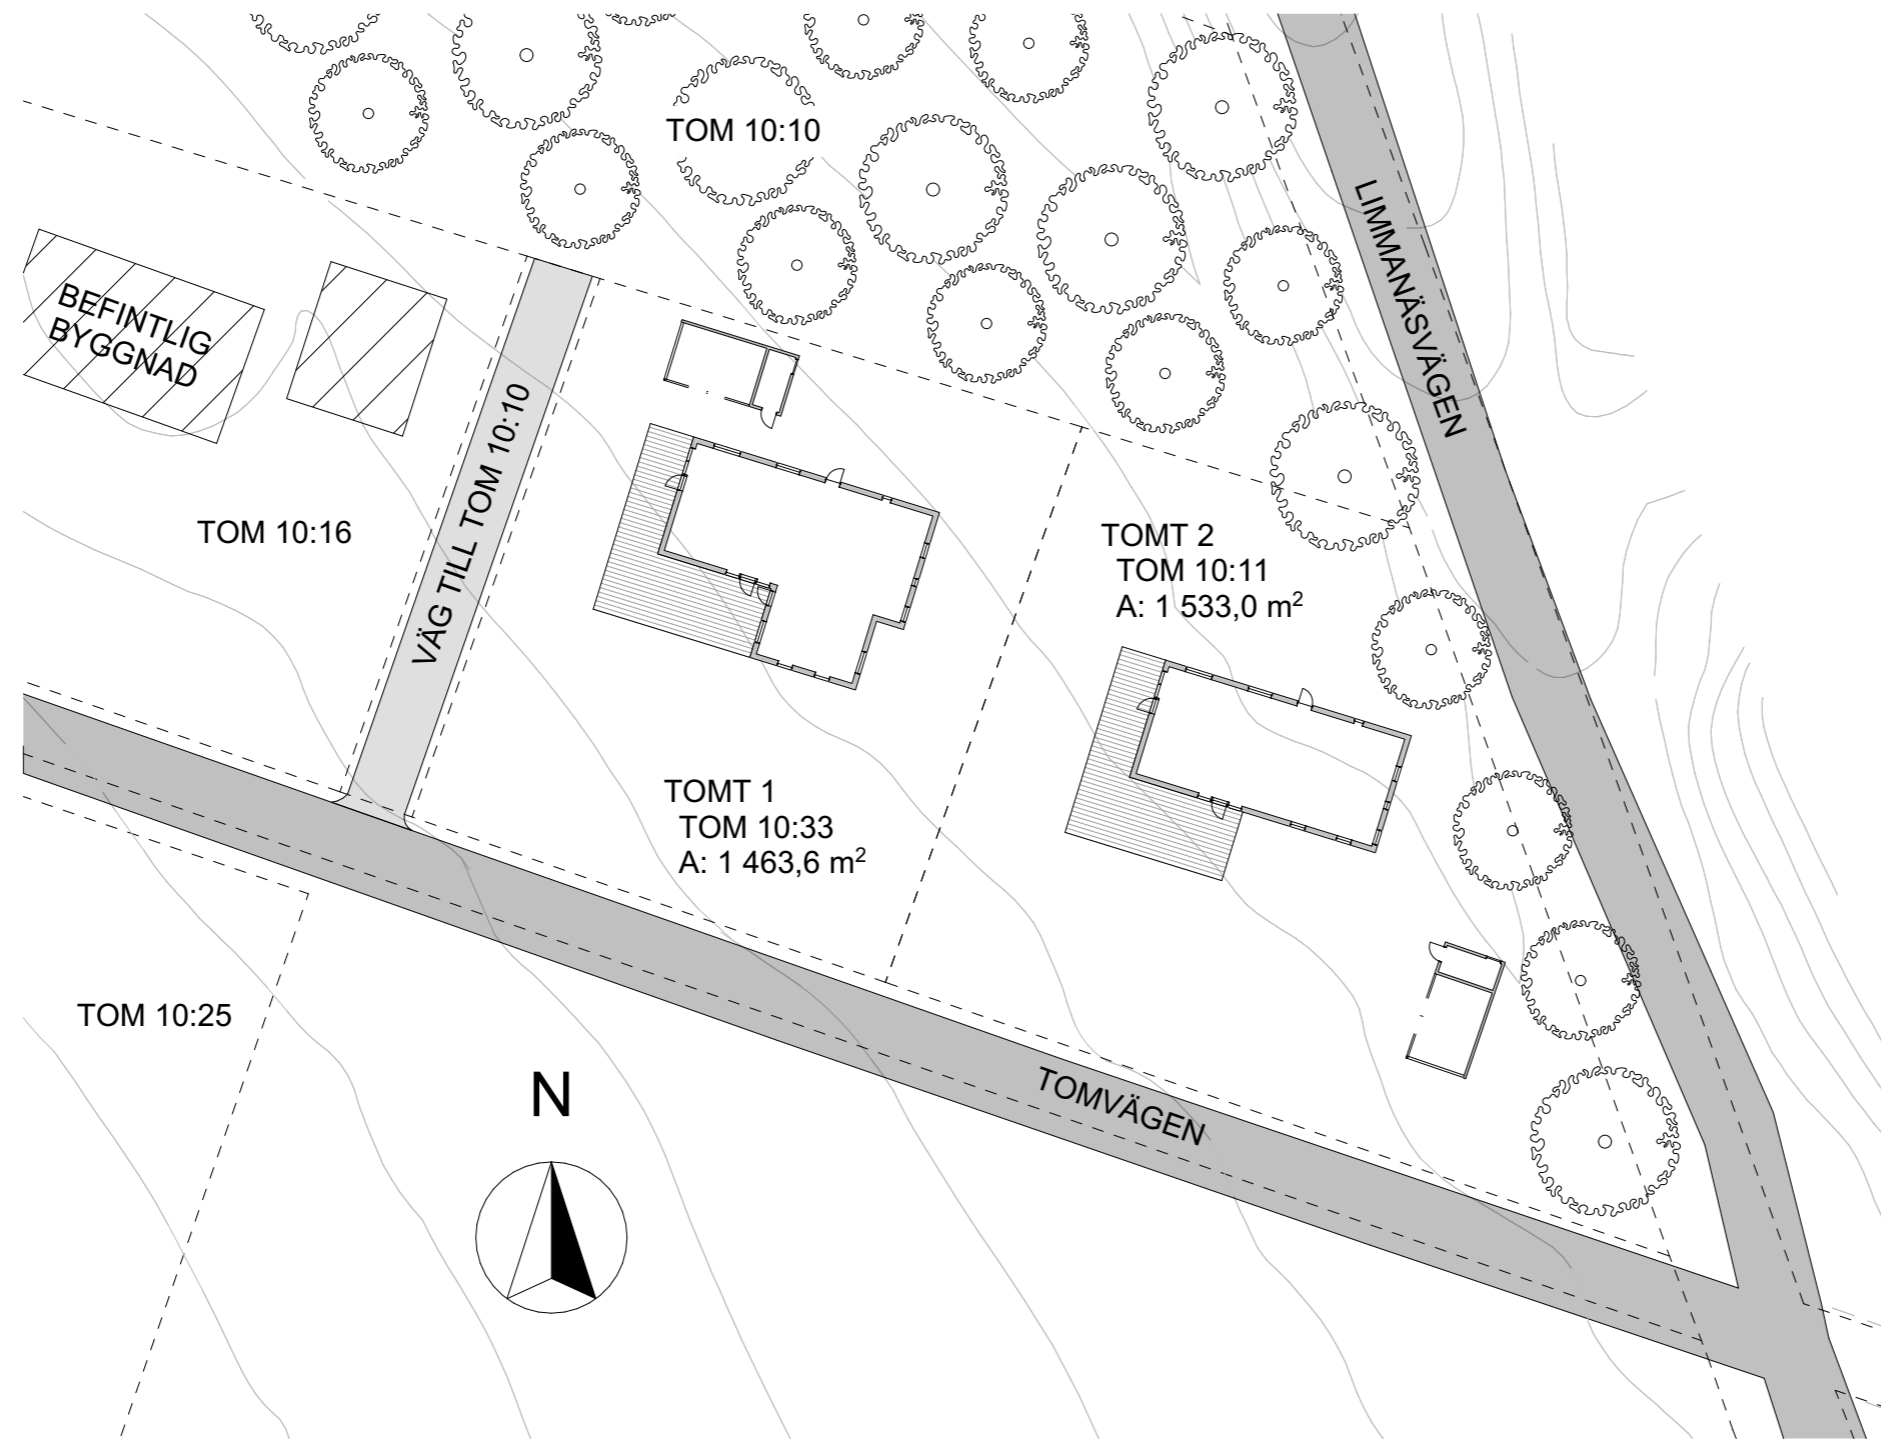 TOM 10:10
LIMMANÄSVÄGEN
BEFINTLIG
BYGGNAD
VÄG TILL TOM 10:10
TOM 10:16
TOMT 2
TOM 10:11
A: 1 533,0 m²
TOMT 1
TOM 10:33
A: 1 463,6 m²
TOM 10:25
N
TOMVÄGEN